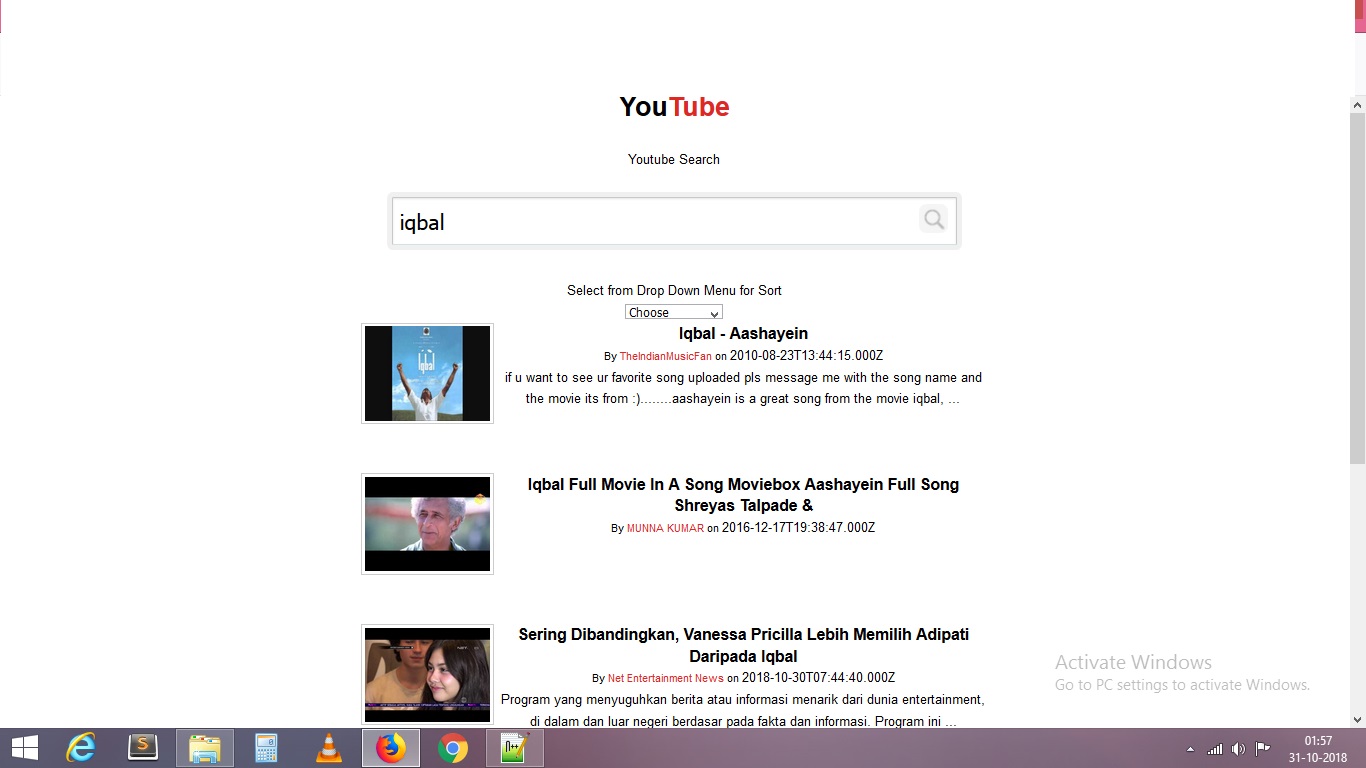 YouTube
Youtube Search
iqbal
Select from Drop Down Menu for Sort
Choose
Iqbal - Aashayein
By TheIndianMusicFan on 2010-08-23T13:44:15.000Z
if u want to see ur favorite song uploaded pls message me with the song name and
the movie its from :)........aashayein is a great song from the movie iqbal, ...
Iqbal
Iqbal Full Movie In A Song Moviebox Aashayein Full Song
Shreyas Talpade &
By MUNNA KUMAR on 2016-12-17T19:38:47.000Z
Sering Dibandingkan, Vanessa Pricilla Lebih Memilih Adipati
Daripada Iqbal
By Net Entertainment News on 2018-10-30T07:44:40.000Z
Program yang menyuguhkan berita atau informasi menarik dari dunia entertainment,
di dalam dan luar negeri berdasar pada fakta dan informasi. Program ini ...
Activate Windows
Go to PC settings to activate Windows.
01:57
31-10-2018